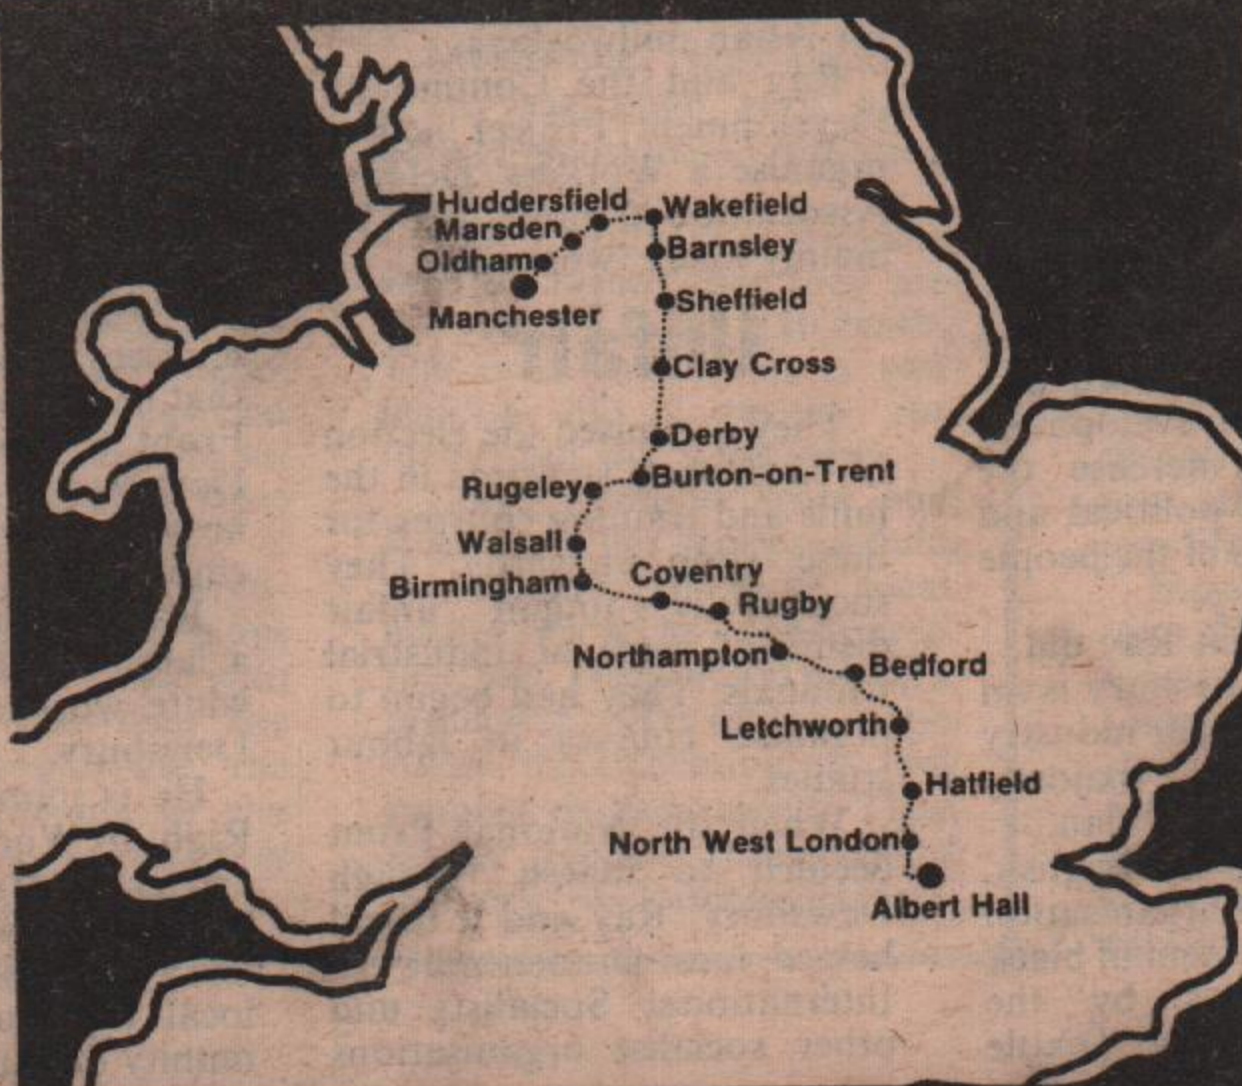 Huddersfield
Wakefield
Marsden
Barnsley
Oldham
Sheffield
Manchester
Clay Cross
Derby
Burton-on-Trent
Rugeley
Walsall
Coventry
Birmingham
Rugby
Northampton
Bedford
Letchworth
Hatfield
North West London
Albert Hall